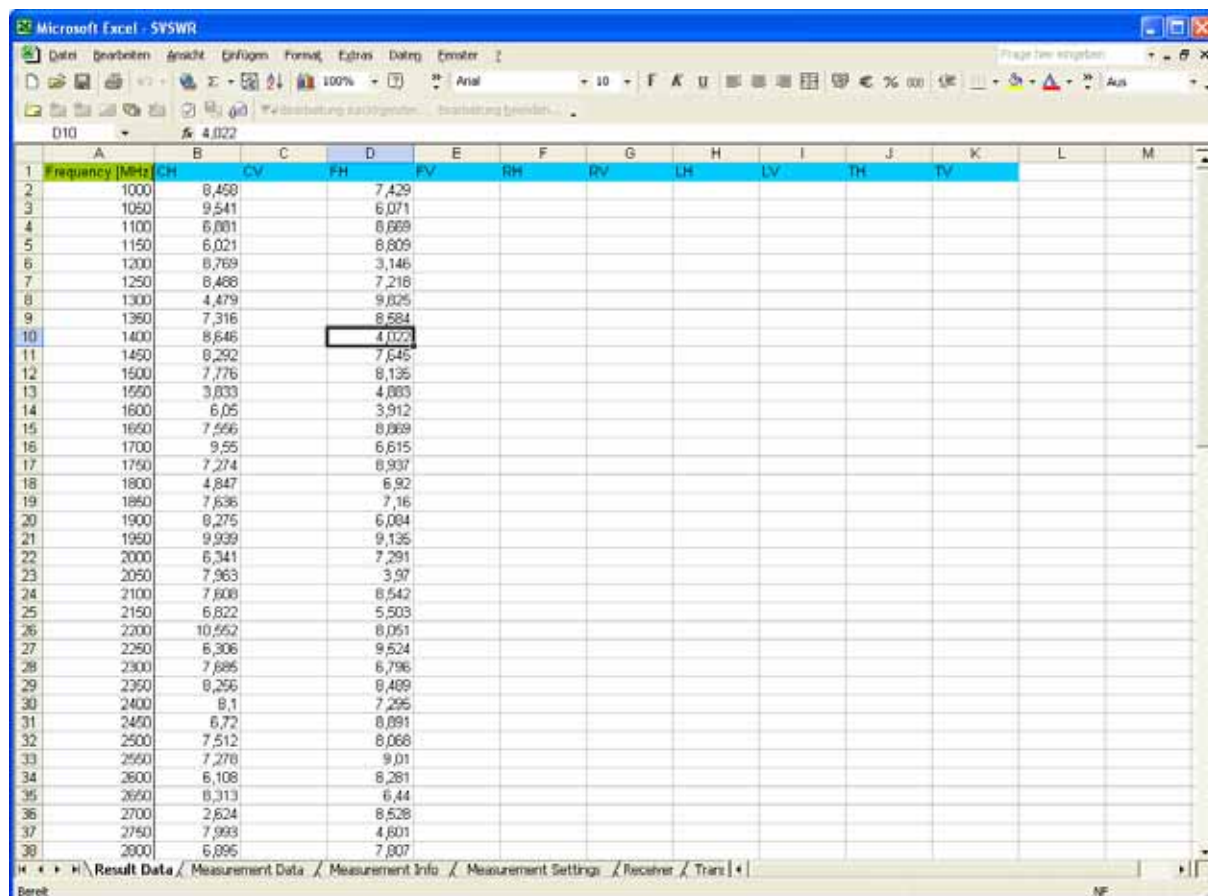 Microsoft Excel - SVSWR
Datei Bearbeiten Ansicht Einfügen Format Extras Daten Fenster ?
Frage hier eingeben
100% Arial 10 F K U € % 000 Aus
D10 fx 4,022
A B C D E F G H I J K L M
1 Frequency [MHz] CH CV FH FV RH RV LH LV TH TV
2 1000 8,458 7,429
3 1050 9,541 6,071
4 1100 6,881 8,669
5 1150 6,021 8,809
6 1200 8,769 3,146
7 1250 8,488 7,218
8 1300 4,479 9,825
9 1350 7,316 8,584
10 1400 8,646 4,022
11 1450 8,292 7,645
12 1500 7,776 8,135
13 1550 3,833 4,883
14 1600 6,05 3,912
15 1650 7,556 8,869
16 1700 9,55 6,615
17 1750 7,274 8,937
18 1800 4,847 6,92
19 1850 7,636 7,16
20 1900 8,275 6,084
21 1950 9,939 9,135
22 2000 6,341 7,291
23 2050 7,963 3,97
24 2100 7,608 8,542
25 2150 6,822 5,503
26 2200 10,552 8,051
27 2250 6,306 9,524
28 2300 7,685 6,796
29 2350 8,256 8,489
30 2400 8,1 7,295
31 2450 6,72 8,891
32 2500 7,512 8,068
33 2550 7,278 9,01
34 2600 6,108 8,281
35 2650 8,313 6,44
36 2700 2,624 8,528
37 2750 7,993 4,601
38 2800 6,895 7,807
Result Data / Measurement Data / Measurement Info / Measurement Settings / Receiver / Trans
Bereit NF